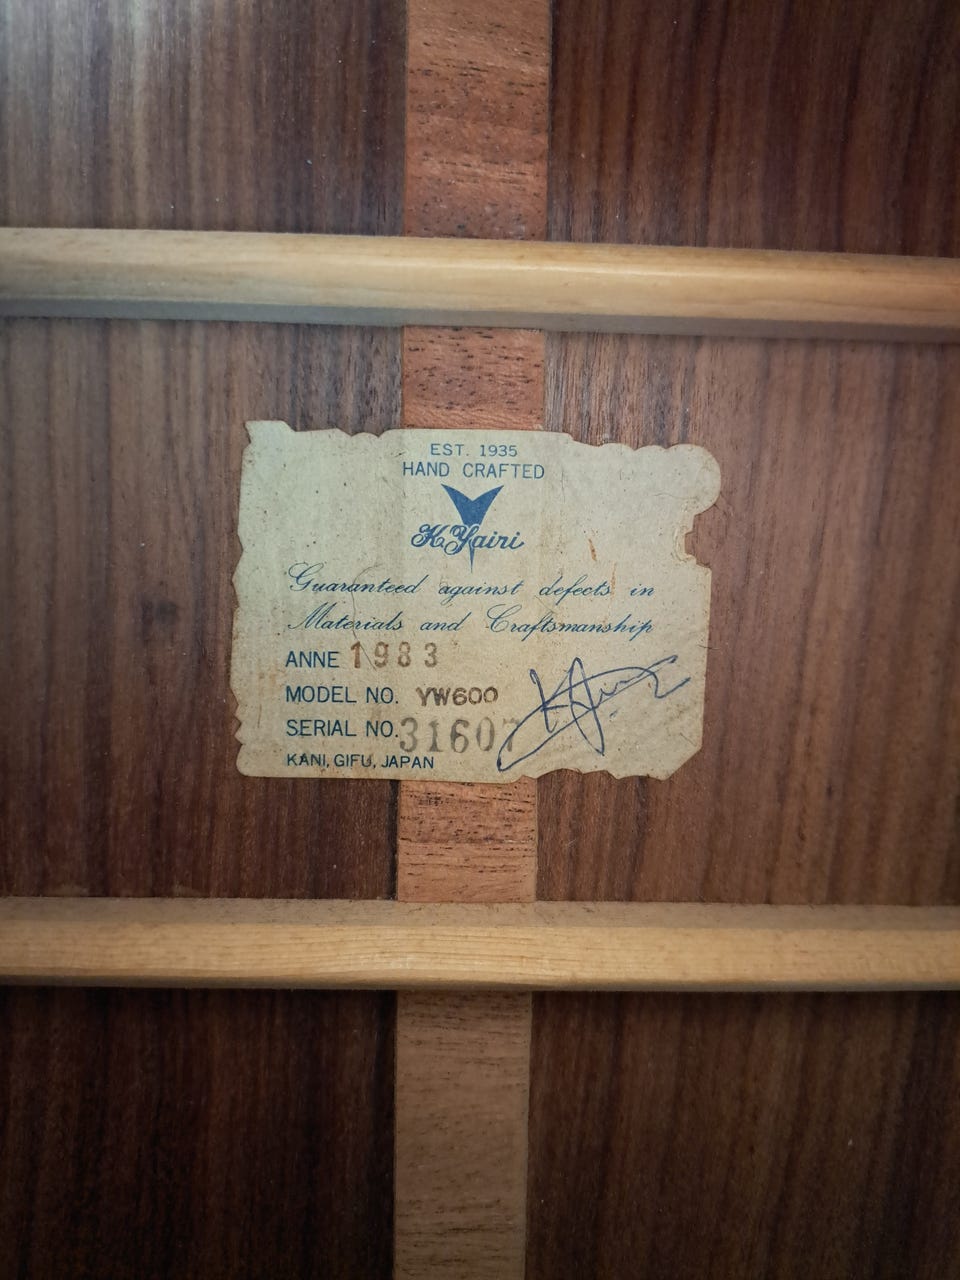 EST. 1935
HAND CRAFTED
K.Yairi
Guaranteed against defects in
Materials and Craftsmanship
ANNE 1983
MODEL NO. YW600
SERIAL NO. 31607
KANI, GIFU, JAPAN